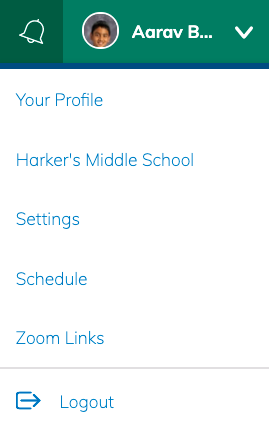 Aarav B...
Your Profile
Harker's Middle School
Settings
Schedule
Zoom Links
Logout